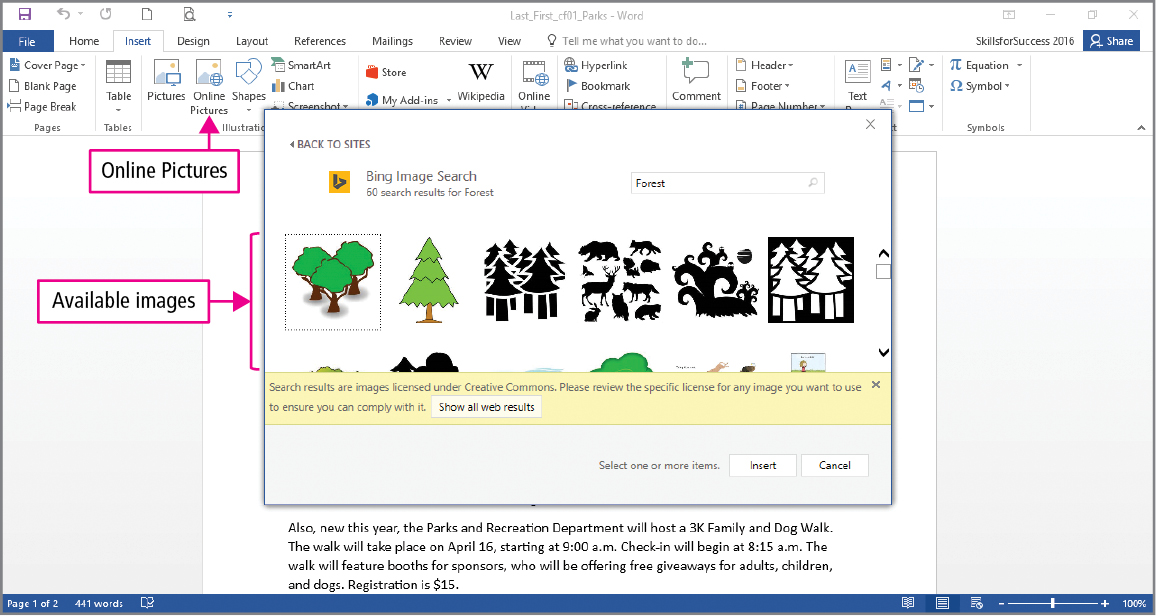 Last_First_cf01_Parks - Word
File Home Insert Design Layout References Mailings Review View Tell me what you want to do... SkillsforSuccess 2016 Share
Cover Page
Blank Page
Page Break
Pages
Table
Tables
Pictures
Online
Pictures
Shapes
SmartArt
Chart
Screenshot
Store
My Add-ins
W
Wikipedia
Online
Hyperlink
Bookmark
Cross-reference
Comment
Header
Footer
Page Number
Text
Equation
Symbol
Symbols
Online Pictures
BACK TO SITES
Bing Image Search
60 search results for Forest
Forest
Available images
Search results are images licensed under Creative Commons. Please review the specific license for any image you want to use
to ensure you can comply with it. Show all web results
Select one or more items. Insert Cancel
Also, new this year, the Parks and Recreation Department will host a 3K Family and Dog Walk.
The walk will take place on April 16, starting at 9:00 a.m. Check-in will begin at 8:15 a.m. The
walk will feature booths for sponsors, who will be offering free giveaways for adults, children,
and dogs. Registration is $15.
Page 1 of 2 441 words 100%